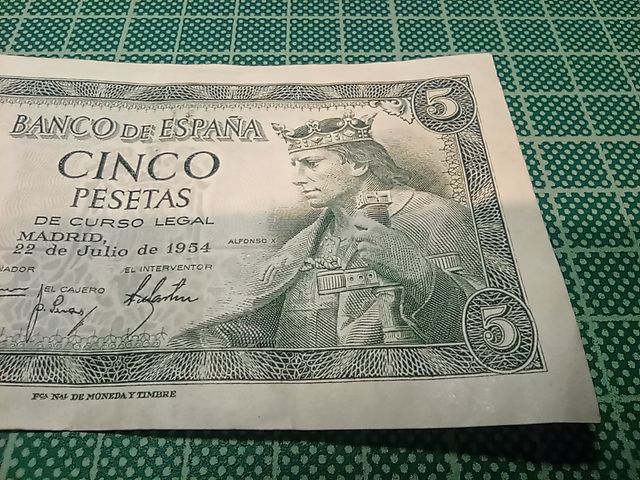 5
BANCO DE ESPAÑA
CINCO
PESETAS
DE CURSO LEGAL
MADRID,
22 de Julio de 1954
ALFONSO X
EL INTERVENTOR
EL CAJERO
5
FCA NAL DE MONEDA Y TIMBRE